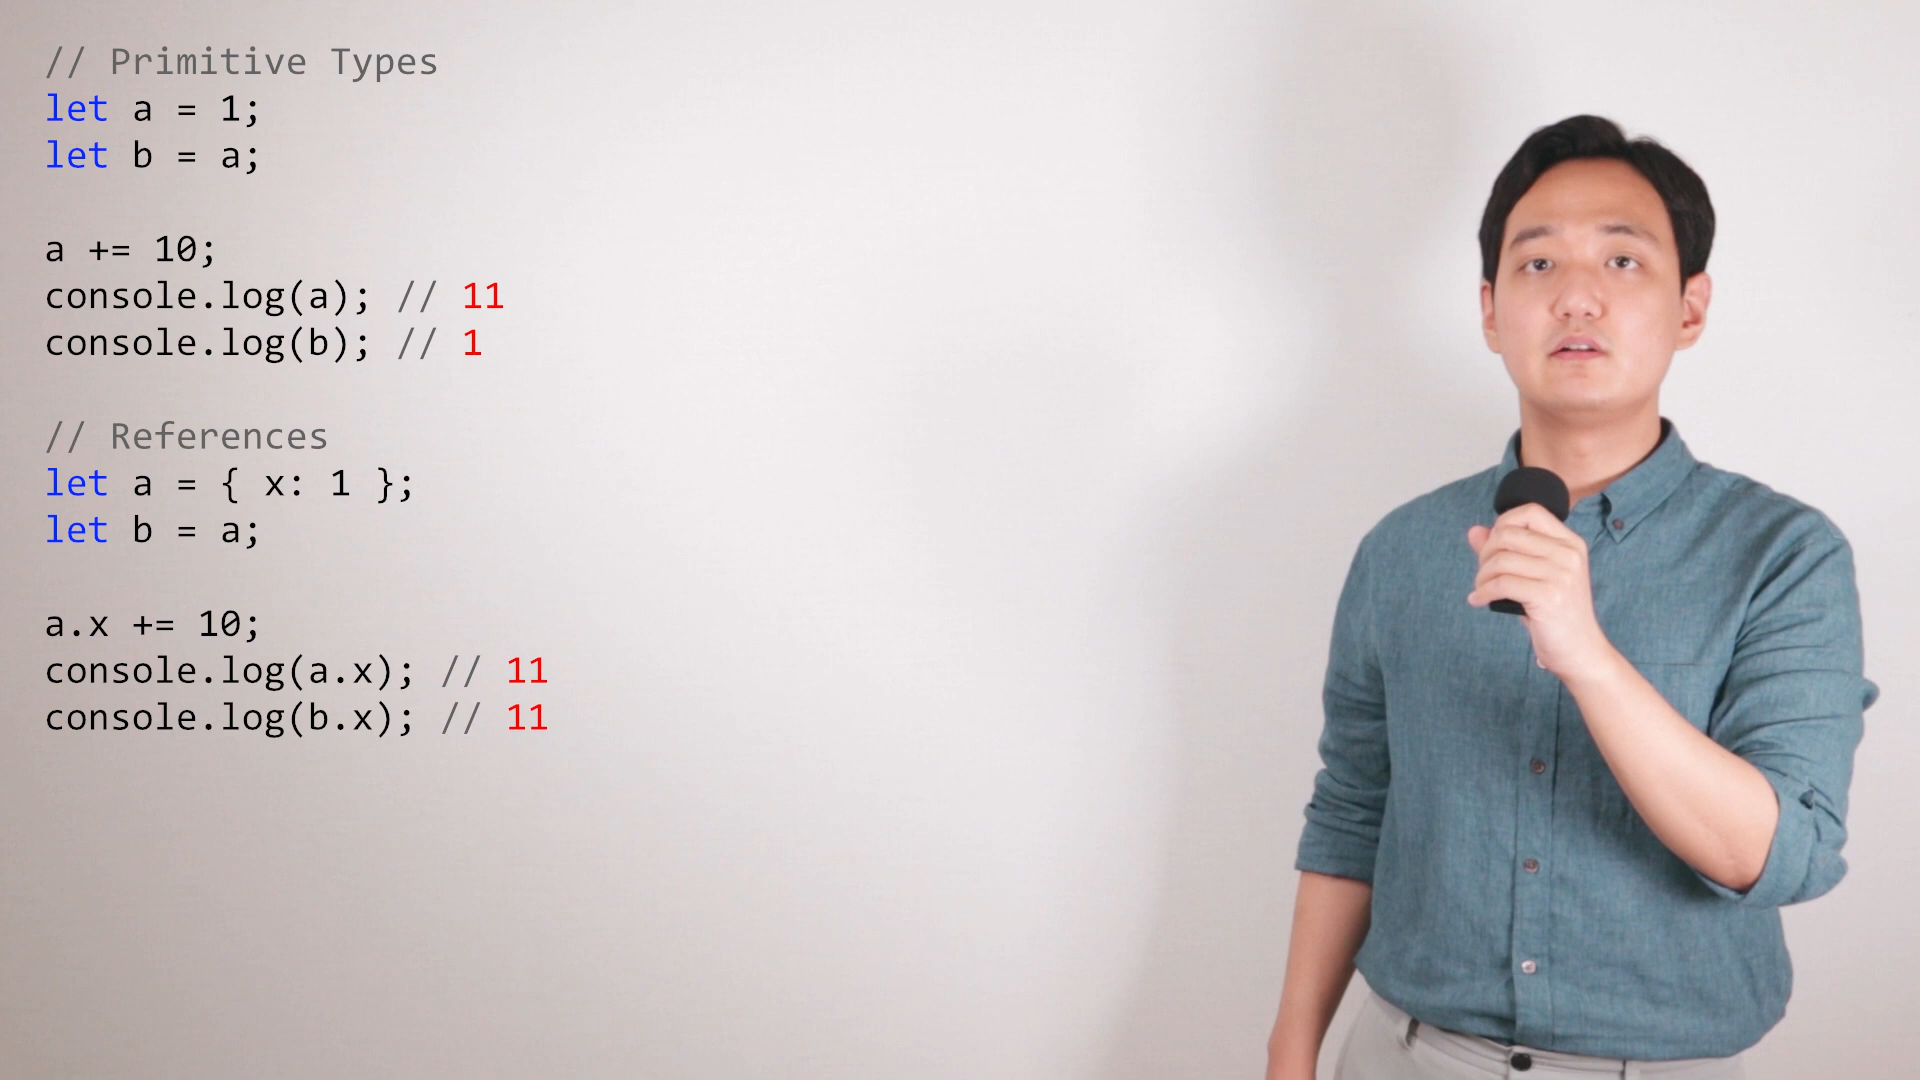 // Primitive Types
let a = 1;
let b = a;
a += 10;
console.log(a); // 11
console.log(b); // 1
// References
let a = { x: 1 };
let b = a;
a.x += 10;
console.log(a.x); // 11
console.log(b.x); // 11